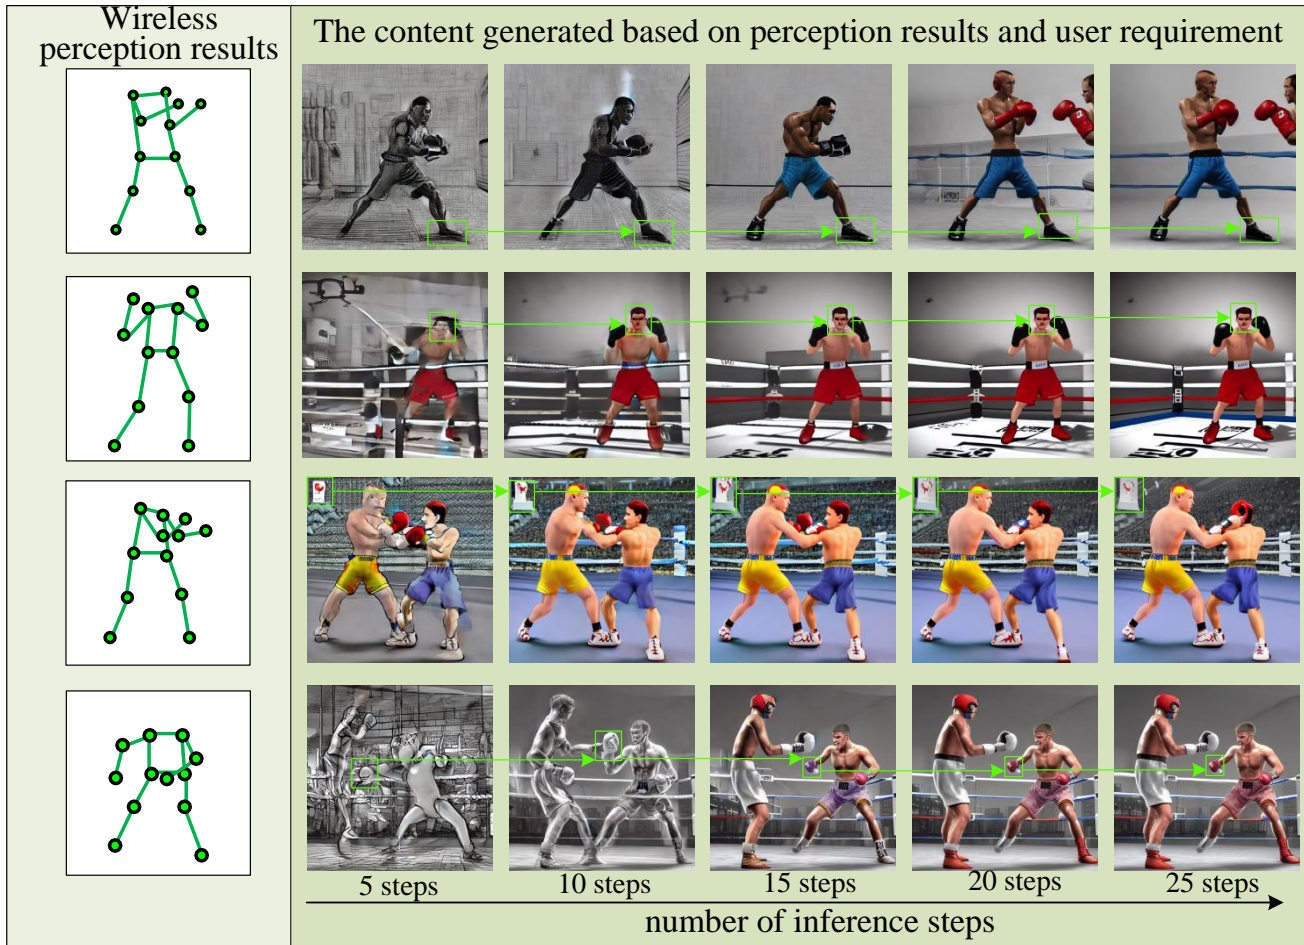 Wireless
perception results
The content generated based on perception results and user requirement
5 steps
10 steps
15 steps
20 steps
25 steps
number of inference steps